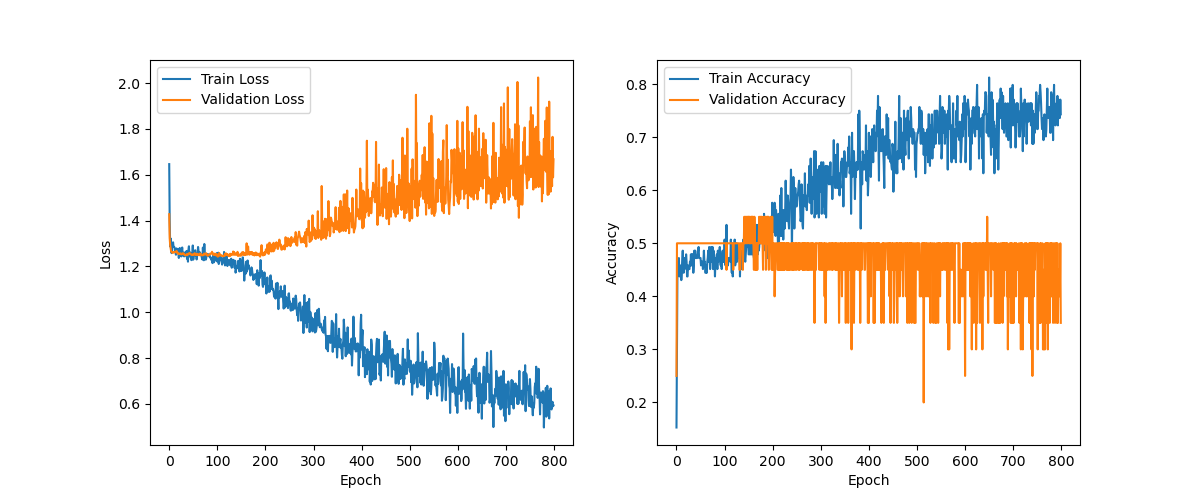 Train Loss
Validation Loss
2.0
1.8
1.6
1.4
1.2
1.0
0.8
0.6
Loss
0 100 200 300 400 500 600 700 800
Epoch
Train Accuracy
Validation Accuracy
0.8
0.7
0.6
0.5
0.4
0.3
0.2
Accuracy
0 100 200 300 400 500 600 700 800
Epoch